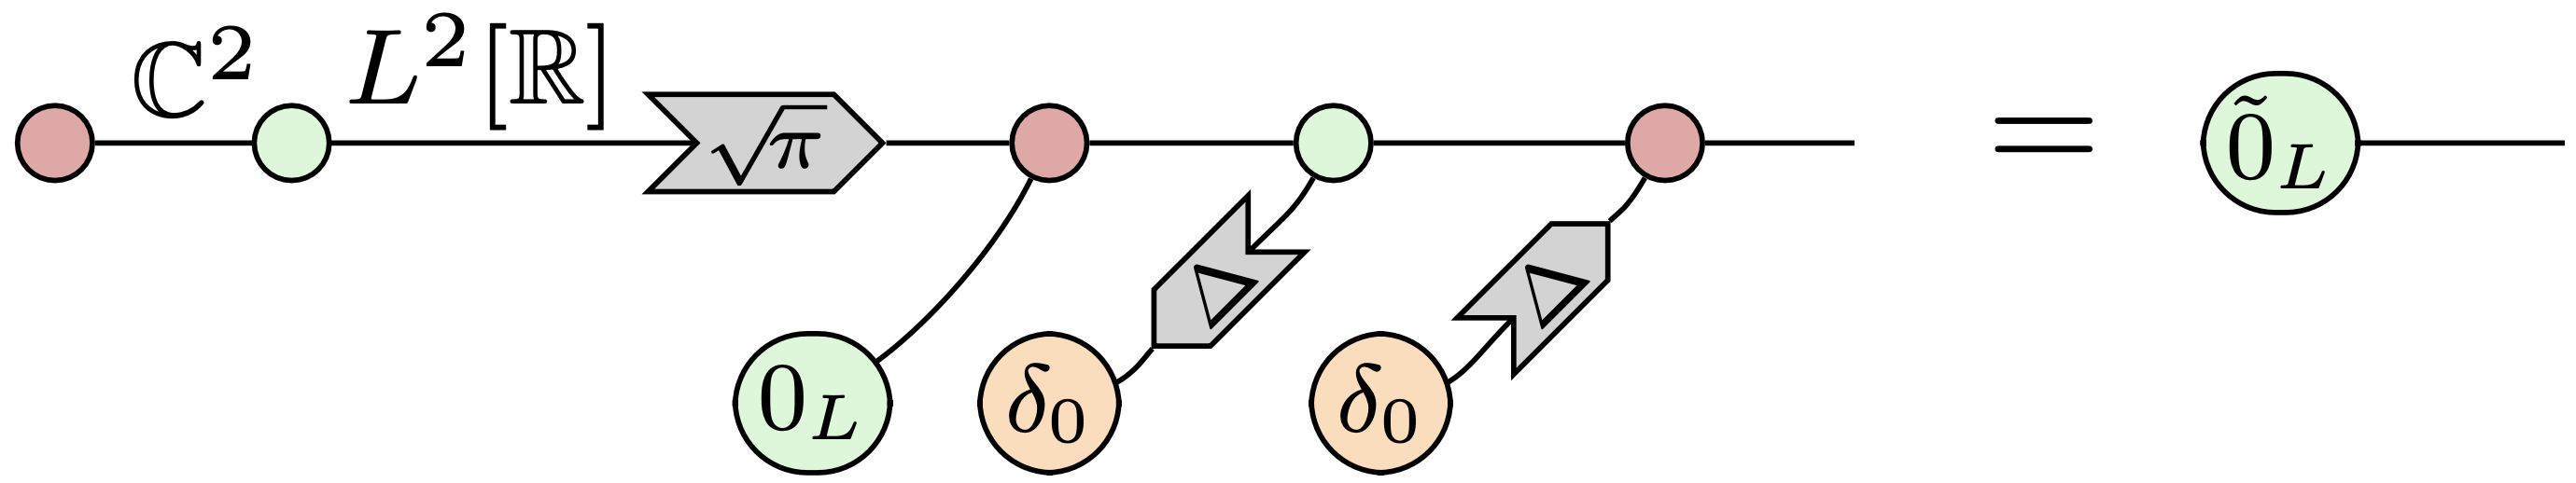 ℂ² L²[ℝ]
√π = 0̃_L
Δ Δ
0_L δ₀ δ₀